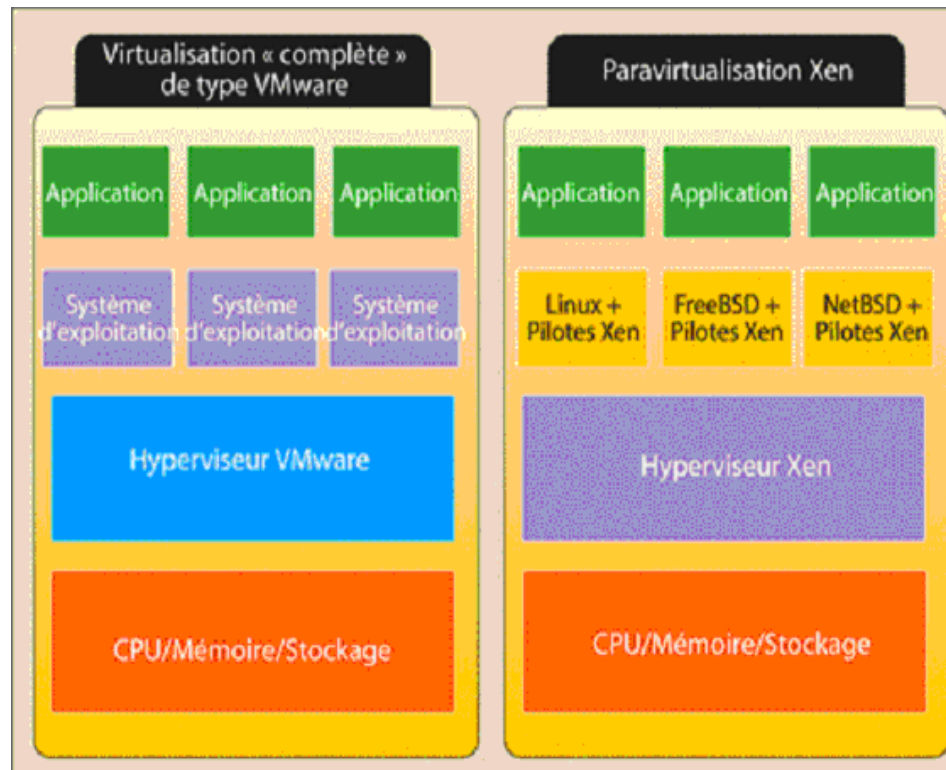 Virtualisation « complète »
de type VMware
Application
Application
Application
Système
d'exploitation
Système
d'exploitation
Système
d'exploitation
Hyperviseur VMware
CPU/Mémoire/Stockage
Paravirtualisation Xen
Application
Application
Application
Linux +
Pilotes Xen
FreeBSD +
Pilotes Xen
NetBSD +
Pilotes Xen
Hyperviseur Xen
CPU/Mémoire/Stockage